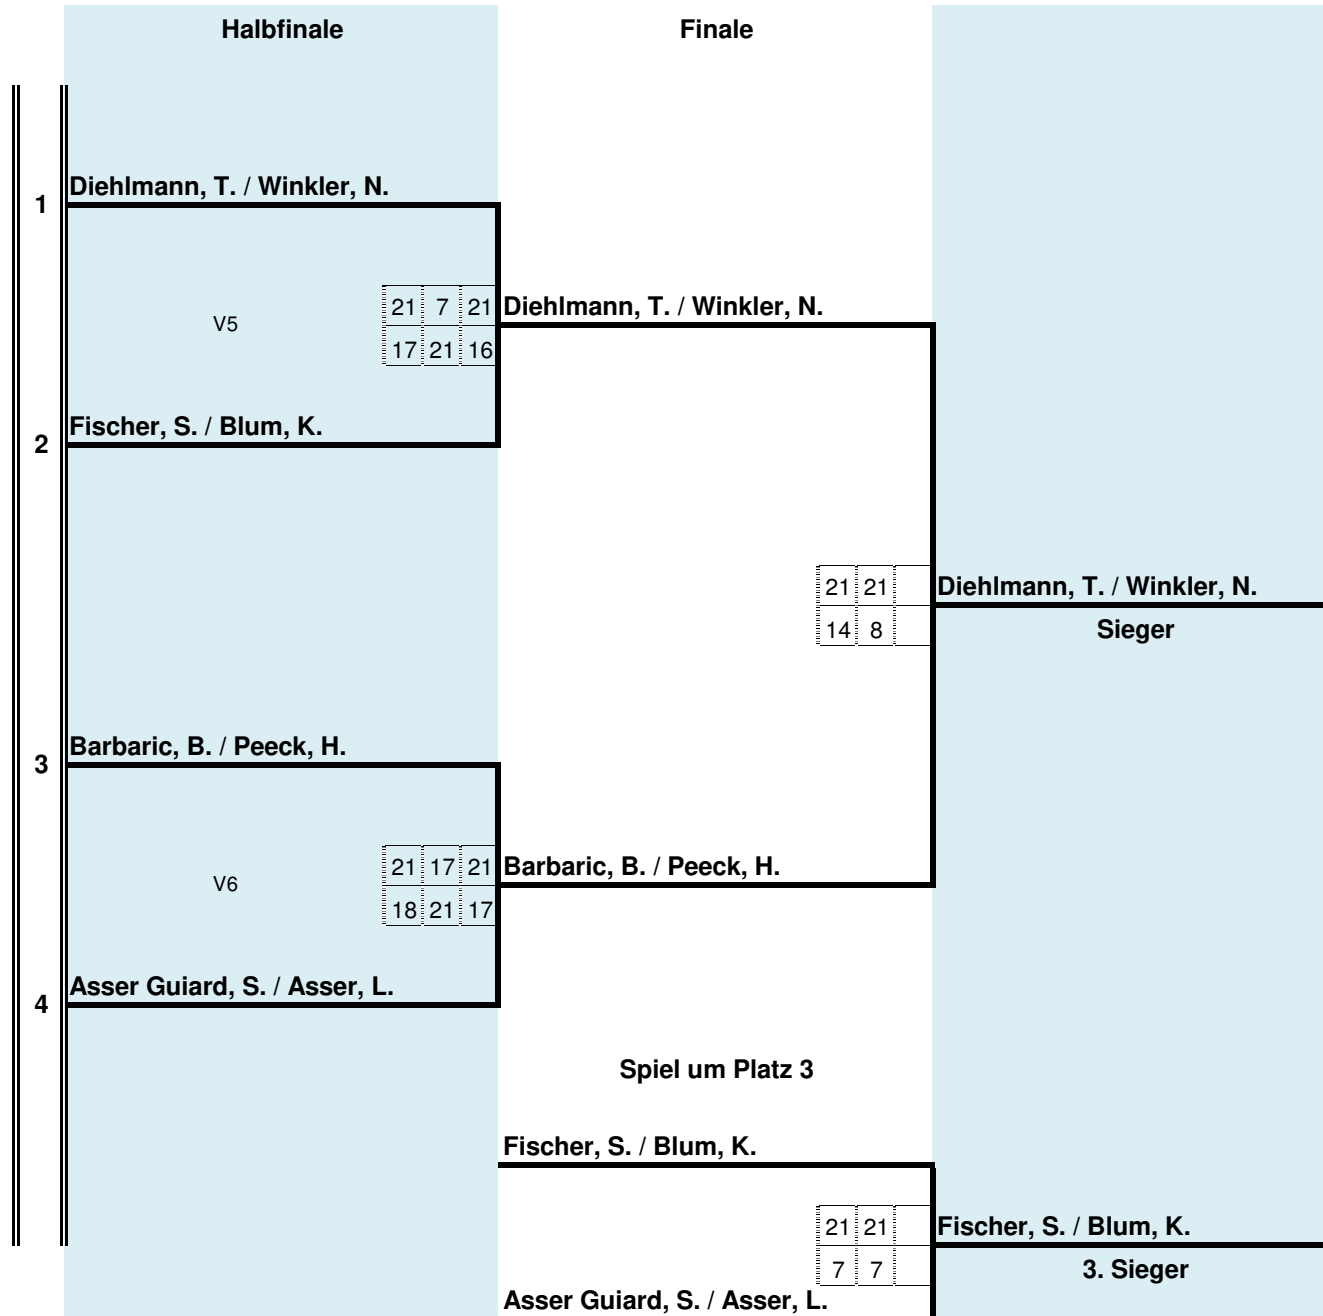 Halbfinale Finale
Diehlmann, T. / Winkler, N.
1
21 7 21 Diehlmann, T. / Winkler, N.
V5
17 21 16
Fischer, S. / Blum, K.
2
21 21 Diehlmann, T. / Winkler, N.
14 8 Sieger
Barbaric, B. / Peeck, H.
3
21 17 21 Barbaric, B. / Peeck, H.
V6
18 21 17
Asser Guiard, S. / Asser, L.
4
Spiel um Platz 3
Fischer, S. / Blum, K.
21 21 Fischer, S. / Blum, K.
7 7 3. Sieger
Asser Guiard, S. / Asser, L.